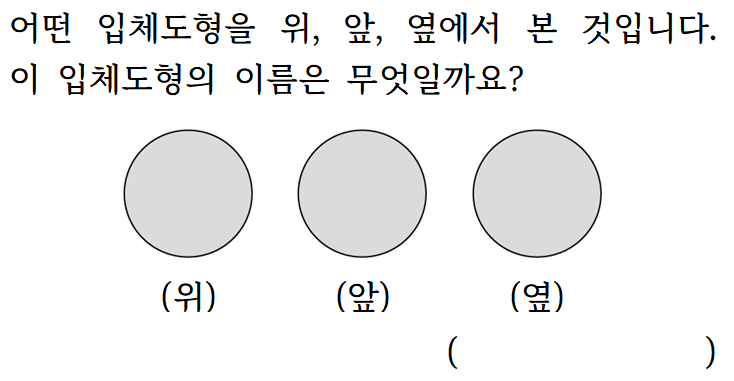 어떤 입체도형을 위, 앞, 옆에서 본 것입니다.
이 입체도형의 이름은 무엇일까요?
(위) (앞) (옆)
( )